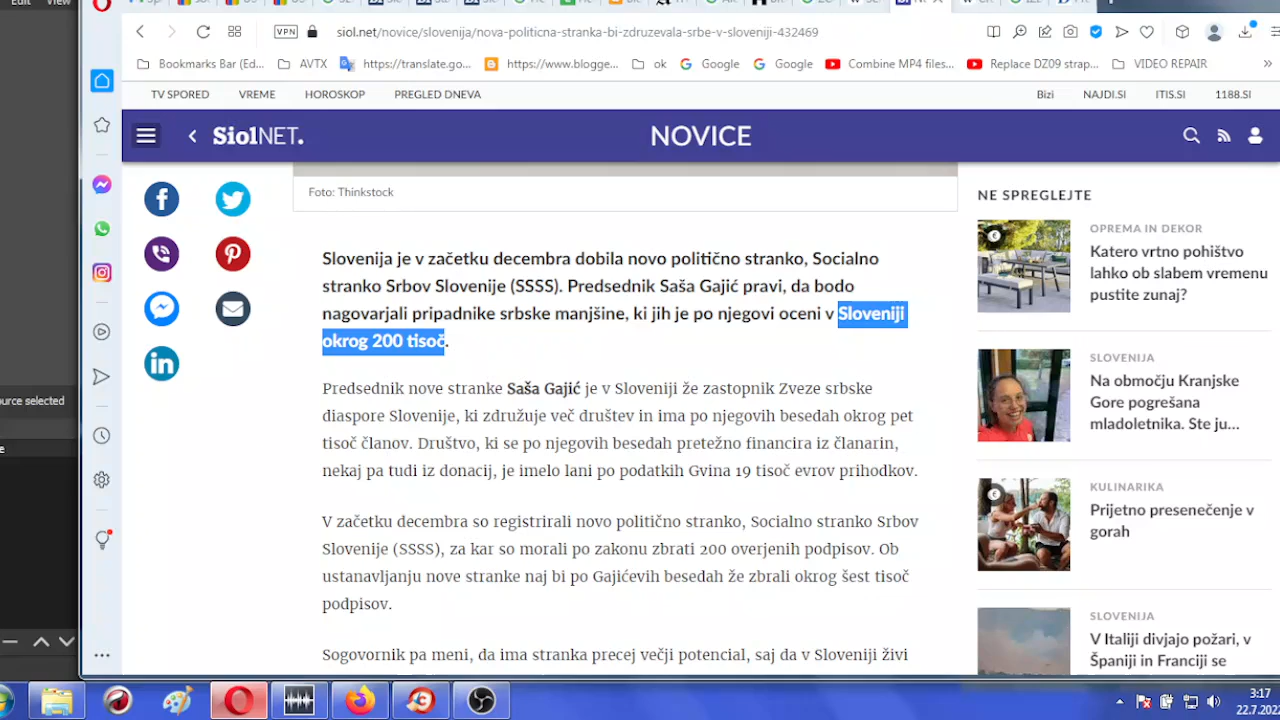 Edit View
VPN
siol.net/novice/slovenija/nova-politicna-stranka-bi-zdruzevala-srbe-v-sloveniji-432469
Bookmarks Bar (Ed... AVTX https://translate.go... https://www.blogge... ok Google Google Combine MP4 files... Replace DZ09 strap... VIDEO REPAIR »
TV SPORED VREME HOROSKOP PREGLED DNEVA Bizi NAJDI.SI ITIS.SI 1188.SI
SiolNET. NOVICE
Foto: Thinkstock
Slovenija je v začetku decembra dobila novo politično stranko, Socialno
stranko Srbov Slovenije (SSSS). Predsednik Saša Gajić pravi, da bodo
nagovarjali pripadnike srbske manjšine, ki jih je po njegovi oceni v Sloveniji
okrog 200 tisoč.
Predsednik nove stranke Saša Gajić je v Sloveniji že zastopnik Zveze srbske
diaspore Slovenije, ki združuje več društev in ima po njegovih besedah okrog pet
tisoč članov. Društvo, ki se po njegovih besedah pretežno financira iz članarin,
nekaj pa tudi iz donacij, je imelo lani po podatkih Gvina 19 tisoč evrov prihodkov.
V začetku decembra so registrirali novo politično stranko, Socialno stranko Srbov
Slovenije (SSSS), za kar so morali po zakonu zbrati 200 overjenih podpisov. Ob
ustanavljanju nove stranke naj bi po Gajićevih besedah že zbrali okrog šest tisoč
podpisov.
Sogovornik pa meni, da ima stranka precej večji potencial, saj da v Sloveniji živi
NE SPREGLEJTE
OPREMA IN DEKOR
Katero vrtno pohištvo
lahko ob slabem vremenu
pustite zunaj?
SLOVENIJA
Na območju Kranjske
Gore pogrešana
mladoletnika. Ste ju...
KULINARIKA
Prijetno presenečenje v
gorah
SLOVENIJA
V Italiji divjajo požari, v
Španiji in Franciji se
ource selected
3:17
22.7.202